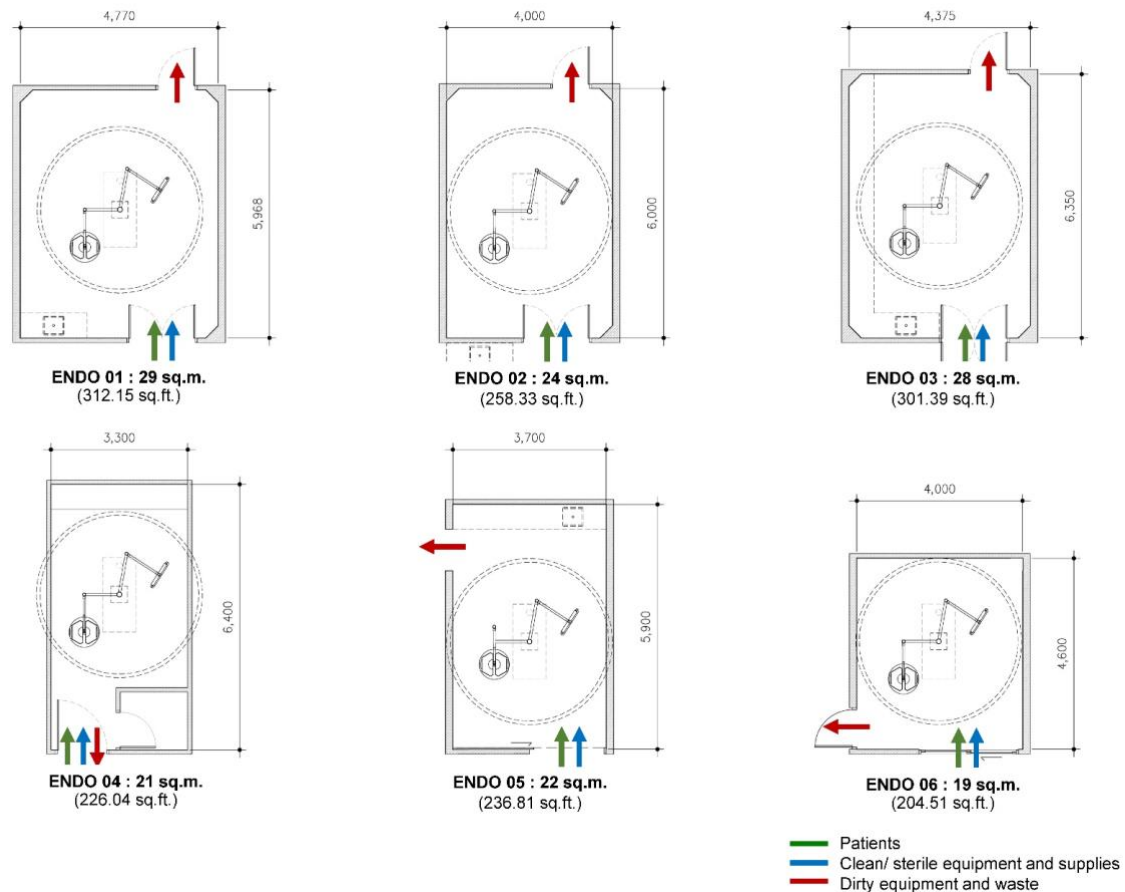 4,770
4,000
4,375
5,968
6,000
6,350
ENDO 01 : 29 sq.m.
(312.15 sq.ft.)
ENDO 02 : 24 sq.m.
(258.33 sq.ft.)
ENDO 03 : 28 sq.m.
(301.39 sq.ft.)
3,300
3,700
4,000
6,400
5,900
4,600
ENDO 04 : 21 sq.m.
(226.04 sq.ft.)
ENDO 05 : 22 sq.m.
(236.81 sq.ft.)
ENDO 06 : 19 sq.m.
(204.51 sq.ft.)
Patients
Clean/ sterile equipment and supplies
Dirty equipment and waste